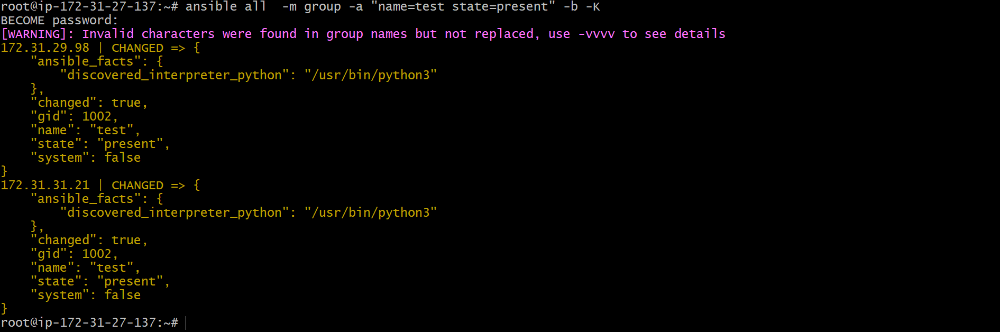 root@ip-172-31-27-137:~# ansible all  -m group -a "name=test state=present" -b -K
BECOME password:
[WARNING]: Invalid characters were found in group names but not replaced, use -vvvv to see details
172.31.29.98 | CHANGED => {
    "ansible_facts": {
        "discovered_interpreter_python": "/usr/bin/python3"
    },
    "changed": true,
    "gid": 1002,
    "name": "test",
    "state": "present",
    "system": false
}
172.31.31.21 | CHANGED => {
    "ansible_facts": {
        "discovered_interpreter_python": "/usr/bin/python3"
    },
    "changed": true,
    "gid": 1002,
    "name": "test",
    "state": "present",
    "system": false
}
root@ip-172-31-27-137:~#